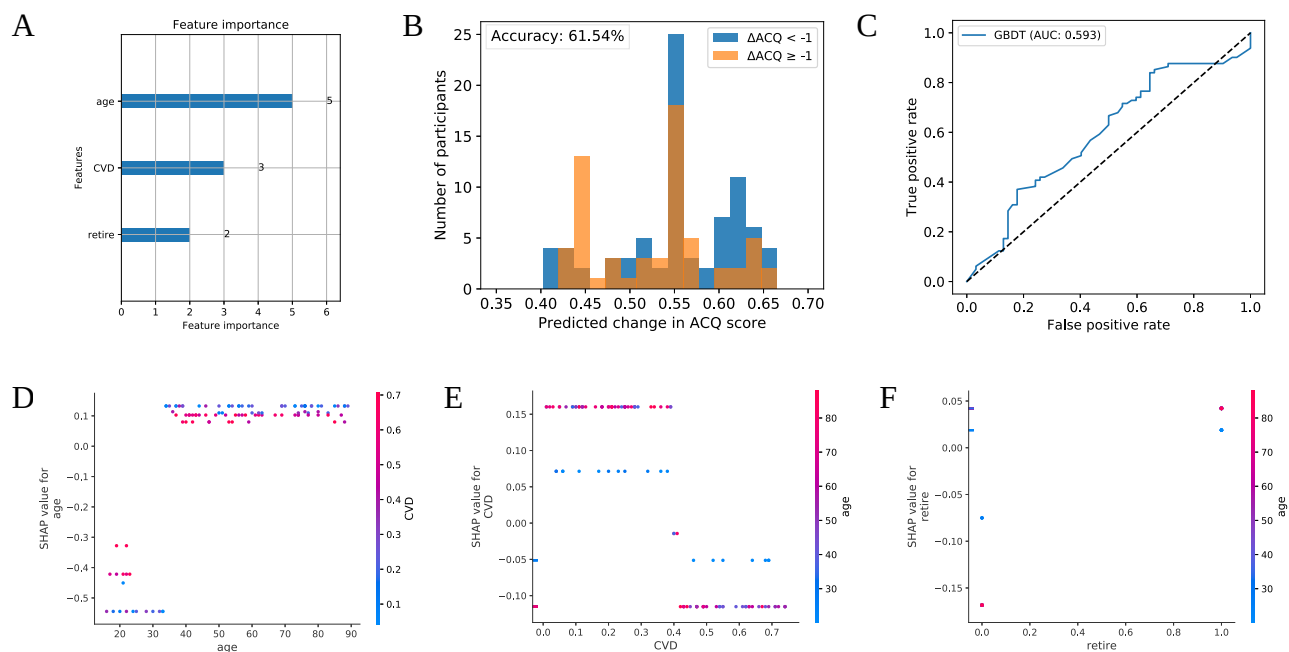 A
Feature importance
age
CVD
retire
Features
5
3
2
0 1 2 3 4 5 6
Feature importance
B
Accuracy: 61.54%
ΔACQ < -1
ΔACQ ≥ -1
Number of participants
25
20
15
10
5
0
0.35 0.40 0.45 0.50 0.55 0.60 0.65 0.70
Predicted change in ACQ score
C
GBDT (AUC: 0.593)
True positive rate
1.0
0.8
0.6
0.4
0.2
0.0
0.0 0.2 0.4 0.6 0.8 1.0
False positive rate
D
SHAP value for
age
0.1
0.0
−0.1
−0.2
−0.3
−0.4
−0.5
20 30 40 50 60 70 80 90
age
0.7
0.6
0.5
0.4
0.3
0.2
0.1
CVD
E
SHAP value for
CVD
0.15
0.10
0.05
0.00
−0.05
−0.10
0.0 0.1 0.2 0.3 0.4 0.5 0.6 0.7
CVD
80
70
60
50
40
30
age
F
SHAP value for
retire
0.05
0.00
−0.05
−0.10
−0.15
0.0 0.2 0.4 0.6 0.8 1.0
retire
80
70
60
50
40
30
age